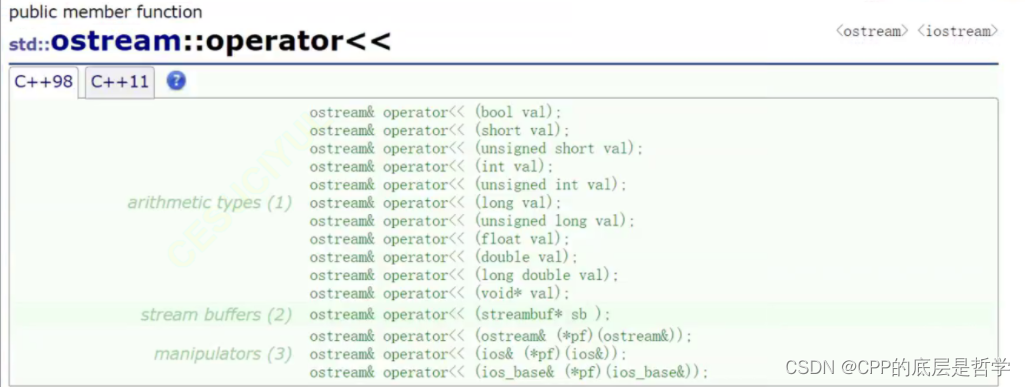 public member function
<ostream> <iostream>
std::ostream::operator<<
C++98 C++11 ?
ostream& operator<< (bool val);
ostream& operator<< (short val);
ostream& operator<< (unsigned short val);
ostream& operator<< (int val);
ostream& operator<< (unsigned int val);
arithmetic types (1) ostream& operator<< (long val);
ostream& operator<< (unsigned long val);
ostream& operator<< (float val);
ostream& operator<< (double val);
ostream& operator<< (long double val);
ostream& operator<< (void* val);
stream buffers (2) ostream& operator<< (streambuf* sb );
ostream& operator<< (ostream& (*pf)(ostream&));
manipulators (3) ostream& operator<< (ios& (*pf)(ios&));
ostream& operator<< (ios_base& (*pf)(ios_base&));
CSDN @CPP的底层是哲学